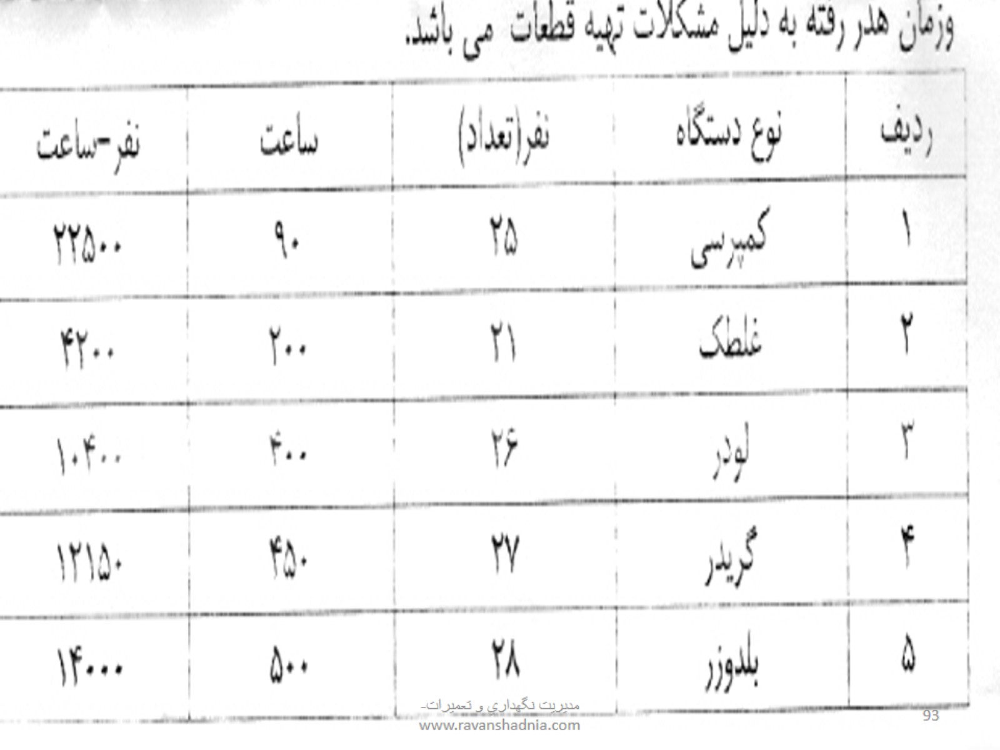 وزمان هدر رفته به دلیل مشکلات تهیه قطعات می باشد.
ردیف نوع دستگاه نفر(تعداد) ساعت نفر-ساعت
۱ کمپرسی ۲۵ ۹۰ ۲۲۵۰۰
۲ غلطک ۲۱ ۲۰۰ ۴۲۰۰
۳ لودر ۲۶ ۴۰۰ ۱۰۴۰۰
۴ گریدر ۲۷ ۴۵۰ ۱۲۱۵۰
۵ بلدوزر ۲۸ ۵۰۰ ۱۴۰۰۰
مدیریت نگهداری و تعمیرات-
www.ravanshadnia.com
93